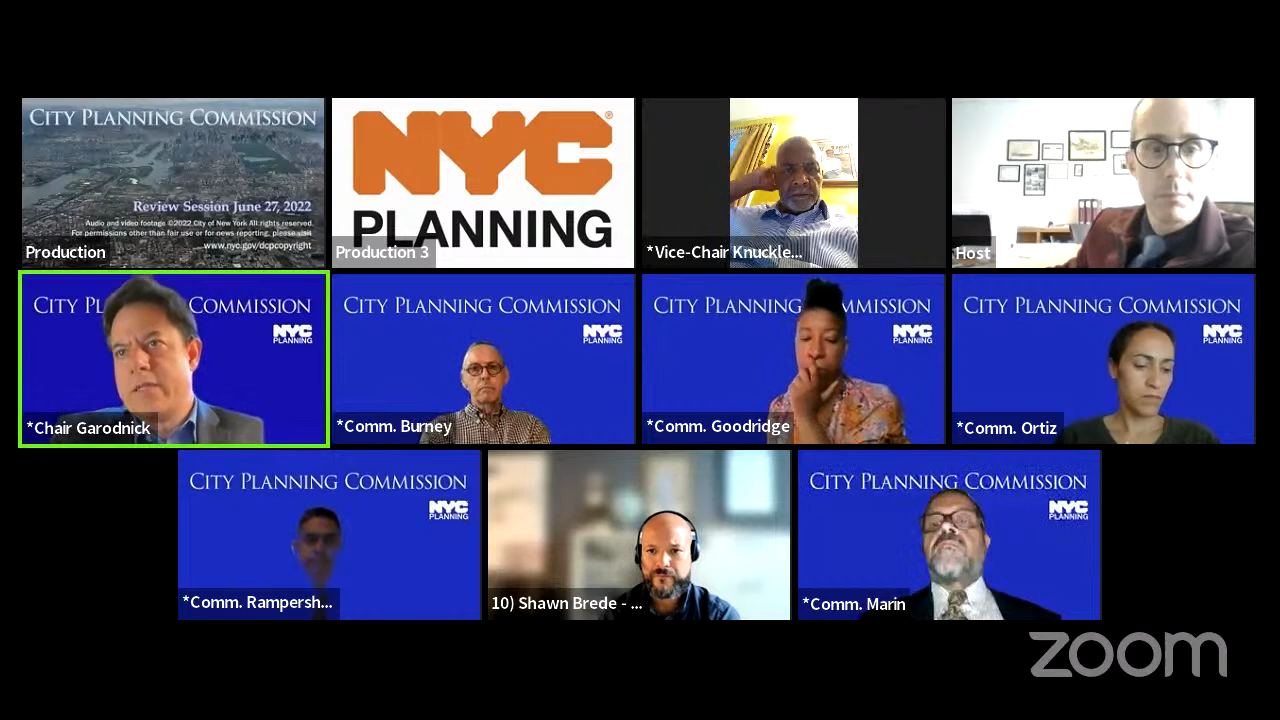 CITY PLANNING COMMISSION
Review Session June 27, 2022
Audio and video footage ©2022 City of New York All rights reserved.
For permissions other than fair use or for news reporting, please visit
www.nyc.gov/dcpcopyright
Production
NYC®
PLANNING
Production 3
*Vice-Chair Knuckle...
Host
CITY PL COMMISSION
NYC
PLANNING
*Chair Garodnick
CITY PLANNING COMMISSION
NYC
PLANNING
*Comm. Burney
CITY PLANNING MMISSION
NYC
PLANNING
*Comm. Goodridge
CITY PLANNING COMMISSION
NYC
PLANNING
*Comm. Ortiz
CITY PLANNING COMMISSION
NYC
PLANNING
*Comm. Rampersh...
10) Shawn Brede - ...
CITY PLANNING COMMISSION
NYC
PLANNING
*Comm. Marin
zoom